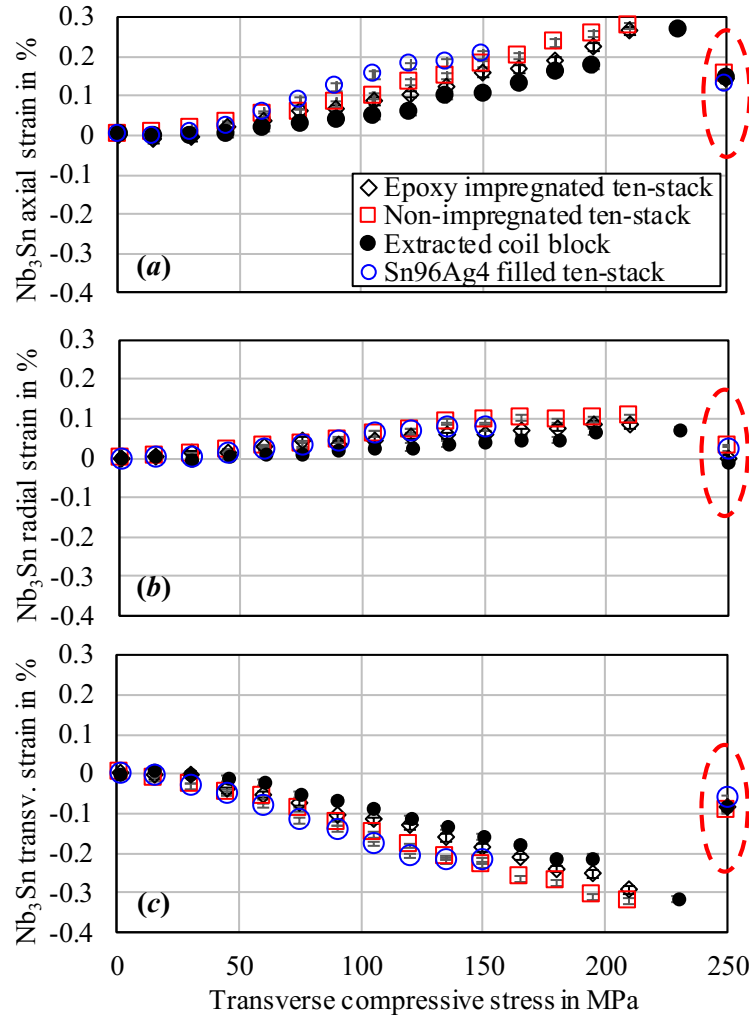 0.3
0.2
0.1
0
-0.1
-0.2
-0.3
-0.4
Nb₃Sn axial strain in %
(a)
Epoxy impregnated ten-stack
Non-impregnated ten-stack
Extracted coil block
Sn96Ag4 filled ten-stack
0.3
0.2
0.1
0
-0.1
-0.2
-0.3
-0.4
Nb₃Sn radial strain in %
(b)
0.3
0.2
0.1
0
-0.1
-0.2
-0.3
-0.4
Nb₃Sn transv. strain in %
(c)
0 50 100 150 200 250
Transverse compressive stress in MPa